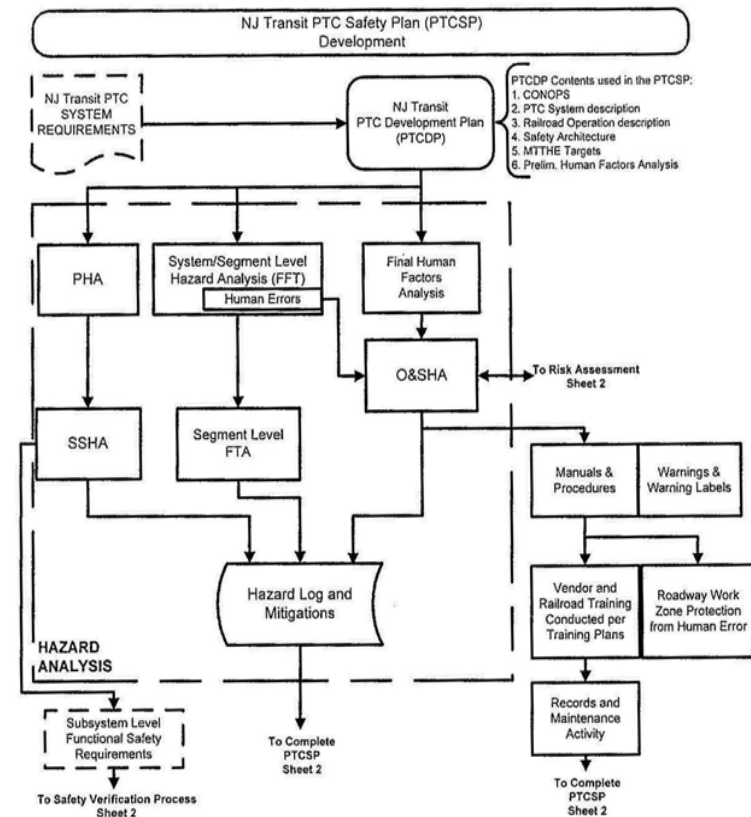 NJ Transit PTC Safety Plan (PTCSP)
Development
NJ Transit PTC
SYSTEM
REQUIREMENTS
NJ Transit
PTC Development Plan
(PTCDP)
PTCDP Contents used in the PTCSP:
1. CONOPS
2. PTC System description
3. Railroad Operation description
4. Safety Architecture
5. MTTHE Targets
6. Prelim. Human Factors Analysis
PHA
System/Segment Level
Hazard Analysis (FFT)
Human Errors
Final Human
Factors
Analysis
O&SHA
To Risk Assessment
Sheet 2
SSHA
Segment Level
FTA
Manuals &
Procedures
Warnings &
Warning Labels
Hazard Log and
Mitigations
Vendor and
Railroad Training
Conducted per
Training Plans
Roadway Work
Zone Protection
from Human Error
HAZARD
ANALYSIS
Subsystem Level
Functional Safety
Requirements
To Complete
PTCSP
Sheet 2
Records and
Maintenance
Activity
To Safety Verification Process
Sheet 2
To Complete
PTCSP
Sheet 2